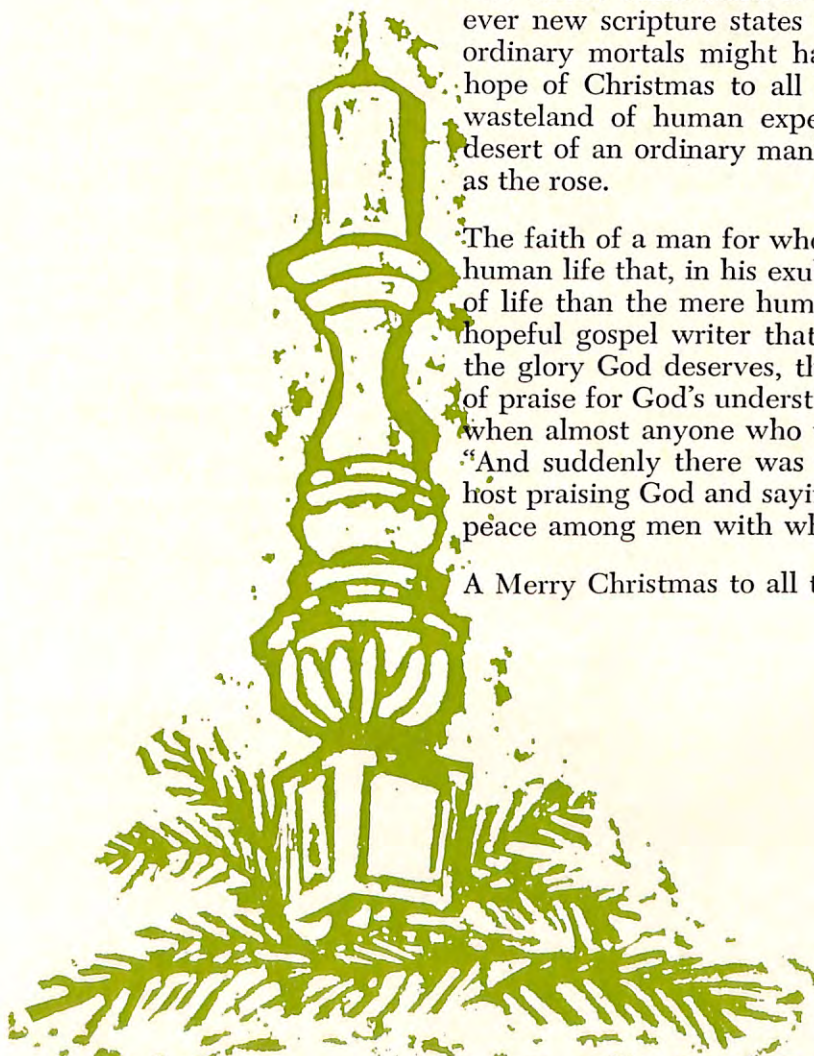 ever new scripture states
ordinary mortals might ha
hope of Christmas to all
wasteland of human expe
desert of an ordinary man
as the rose.
The faith of a man for who
human life that, in his exu
of life than the mere hum
hopeful gospel writer that
the glory God deserves, th
of praise for God's underst
when almost anyone who
“And suddenly there was
host praising God and sayi
peace among men with wh
A Merry Christmas to all t